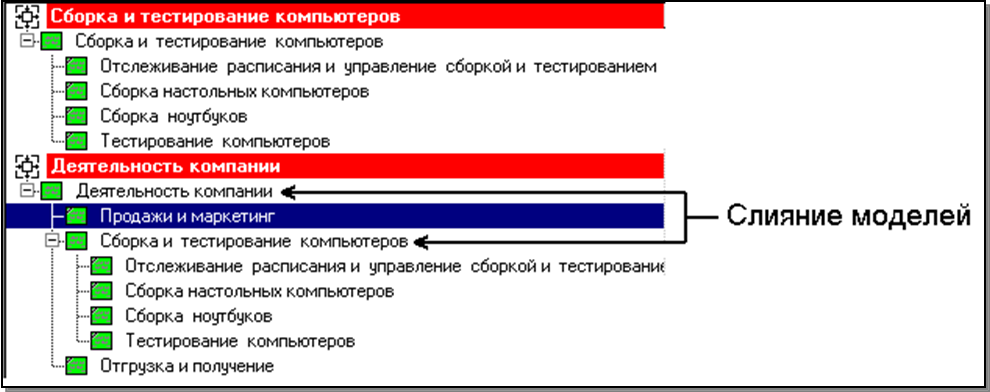 Сборка и тестирование компьютеров
Сборка и тестирование компьютеров
Отслеживание расписания и управление сборкой и тестированием
Сборка настольных компьютеров
Сборка ноутбуков
Тестирование компьютеров
Деятельность компании
Деятельность компании
Продажи и маркетинг
Слияние моделей
Сборка и тестирование компьютеров
Отслеживание расписания и управление сборкой и тестировани
Сборка настольных компьютеров
Сборка ноутбуков
Тестирование компьютеров
Отгрузка и получение